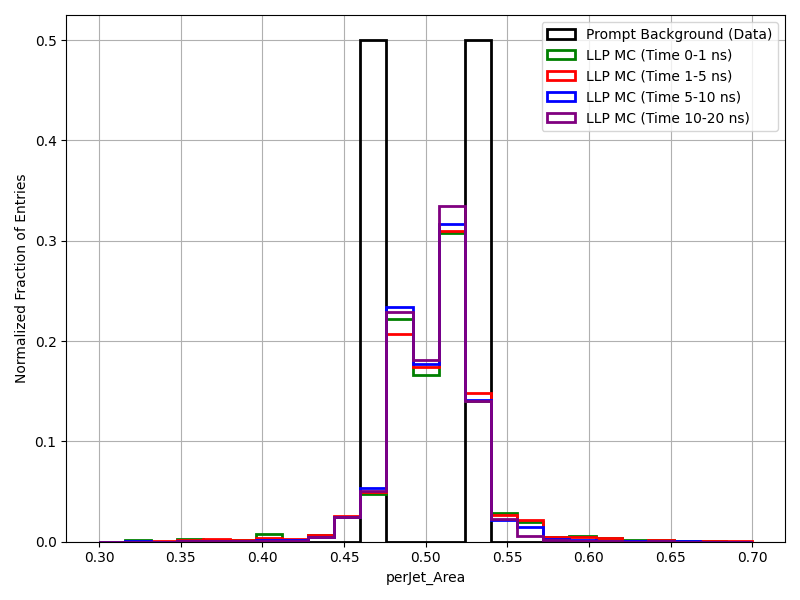 Prompt Background (Data)
LLP MC (Time 0-1 ns)
LLP MC (Time 1-5 ns)
LLP MC (Time 5-10 ns)
LLP MC (Time 10-20 ns)
Normalized Fraction of Entries
0.5
0.4
0.3
0.2
0.1
0.0
0.30 0.35 0.40 0.45 0.50 0.55 0.60 0.65 0.70
perJet_Area